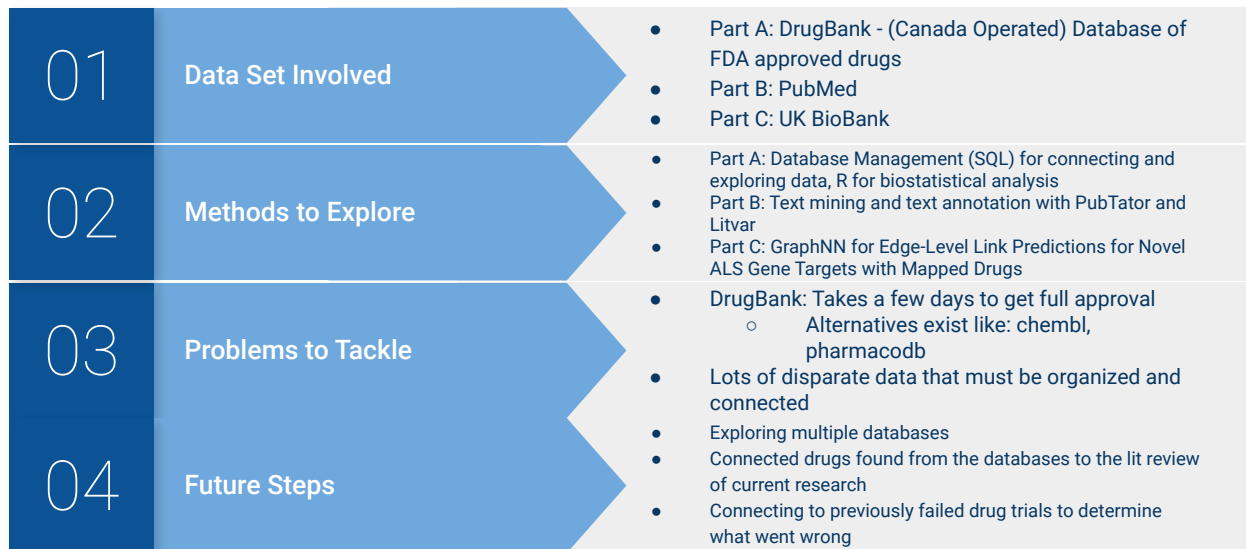 01
Data Set Involved
● Part A: DrugBank - (Canada Operated) Database of
FDA approved drugs
● Part B: PubMed
● Part C: UK BioBank
02
Methods to Explore
● Part A: Database Management (SQL) for connecting and
exploring data, R for biostatistical analysis
● Part B: Text mining and text annotation with PubTator and
Litvar
● Part C: GraphNN for Edge-Level Link Predictions for Novel
ALS Gene Targets with Mapped Drugs
03
Problems to Tackle
● DrugBank: Takes a few days to get full approval
○ Alternatives exist like: chembl,
pharmacodb
● Lots of disparate data that must be organized and
connected
04
Future Steps
● Exploring multiple databases
● Connected drugs found from the databases to the lit review
of current research
● Connecting to previously failed drug trials to determine
what went wrong